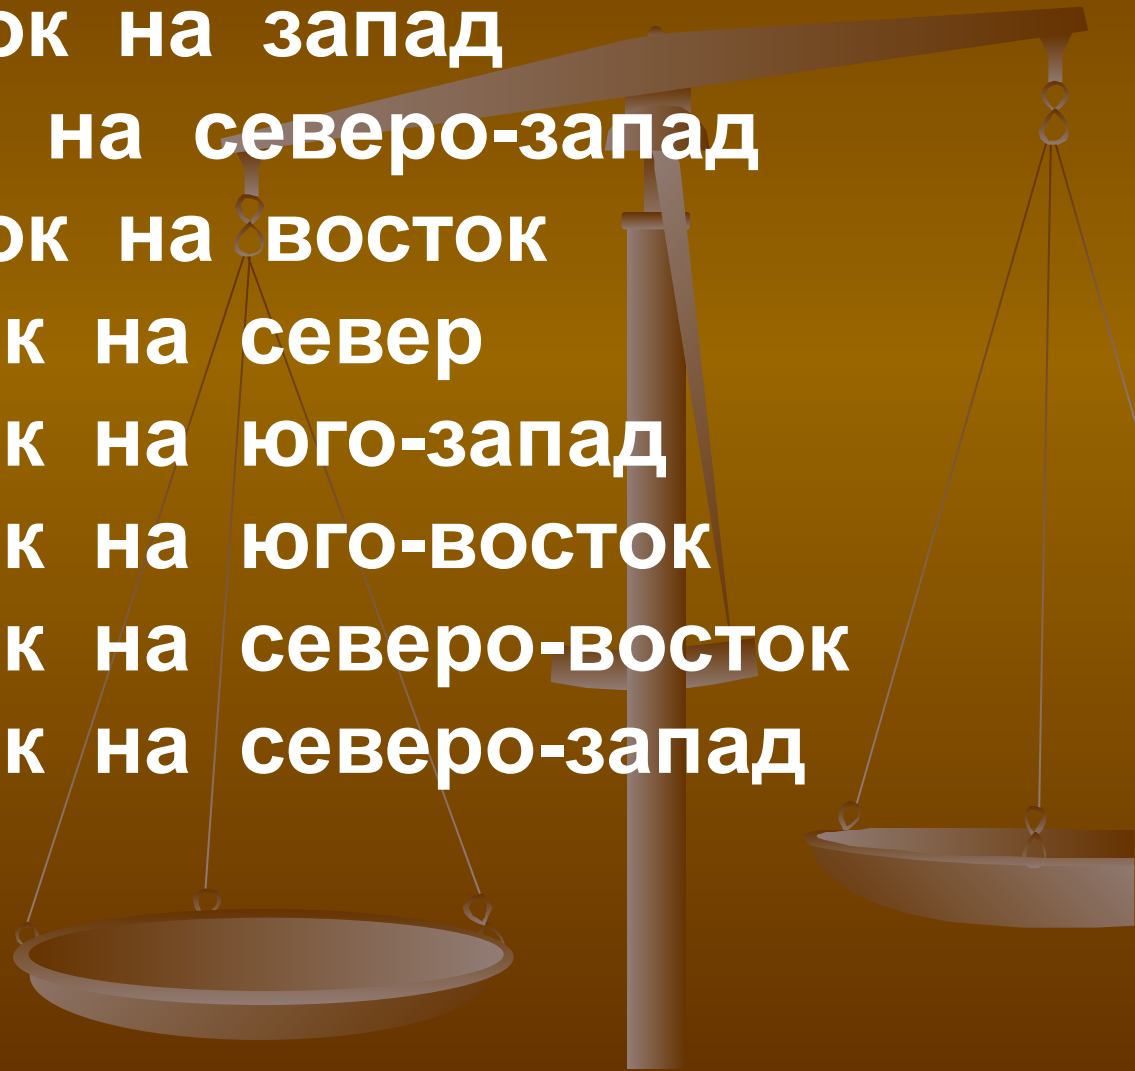 ок на запад
на северо-запад
ок на восток
к на север
к на юго-запад
к на юго-восток
к на северо-восток
к на северо-запад